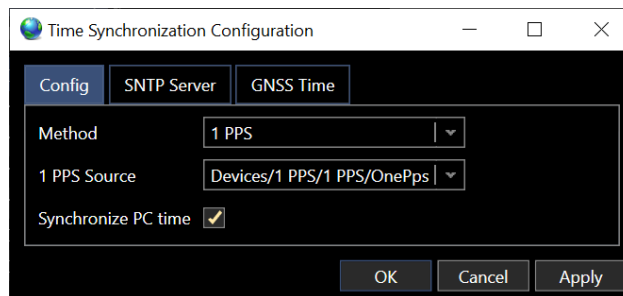 Time Synchronization Configuration
Config SNTP Server GNSS Time
Method 1 PPS
1 PPS Source Devices/1 PPS/1 PPS/OnePps
Synchronize PC time
OK Cancel Apply